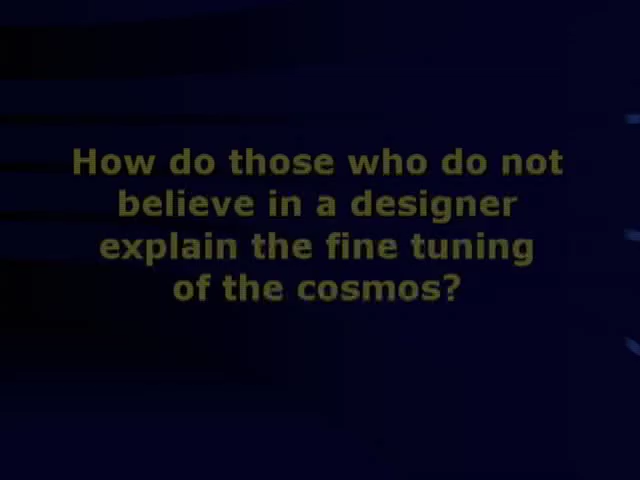 How do those who do not
believe in a designer
explain the fine tuning
of the cosmos?